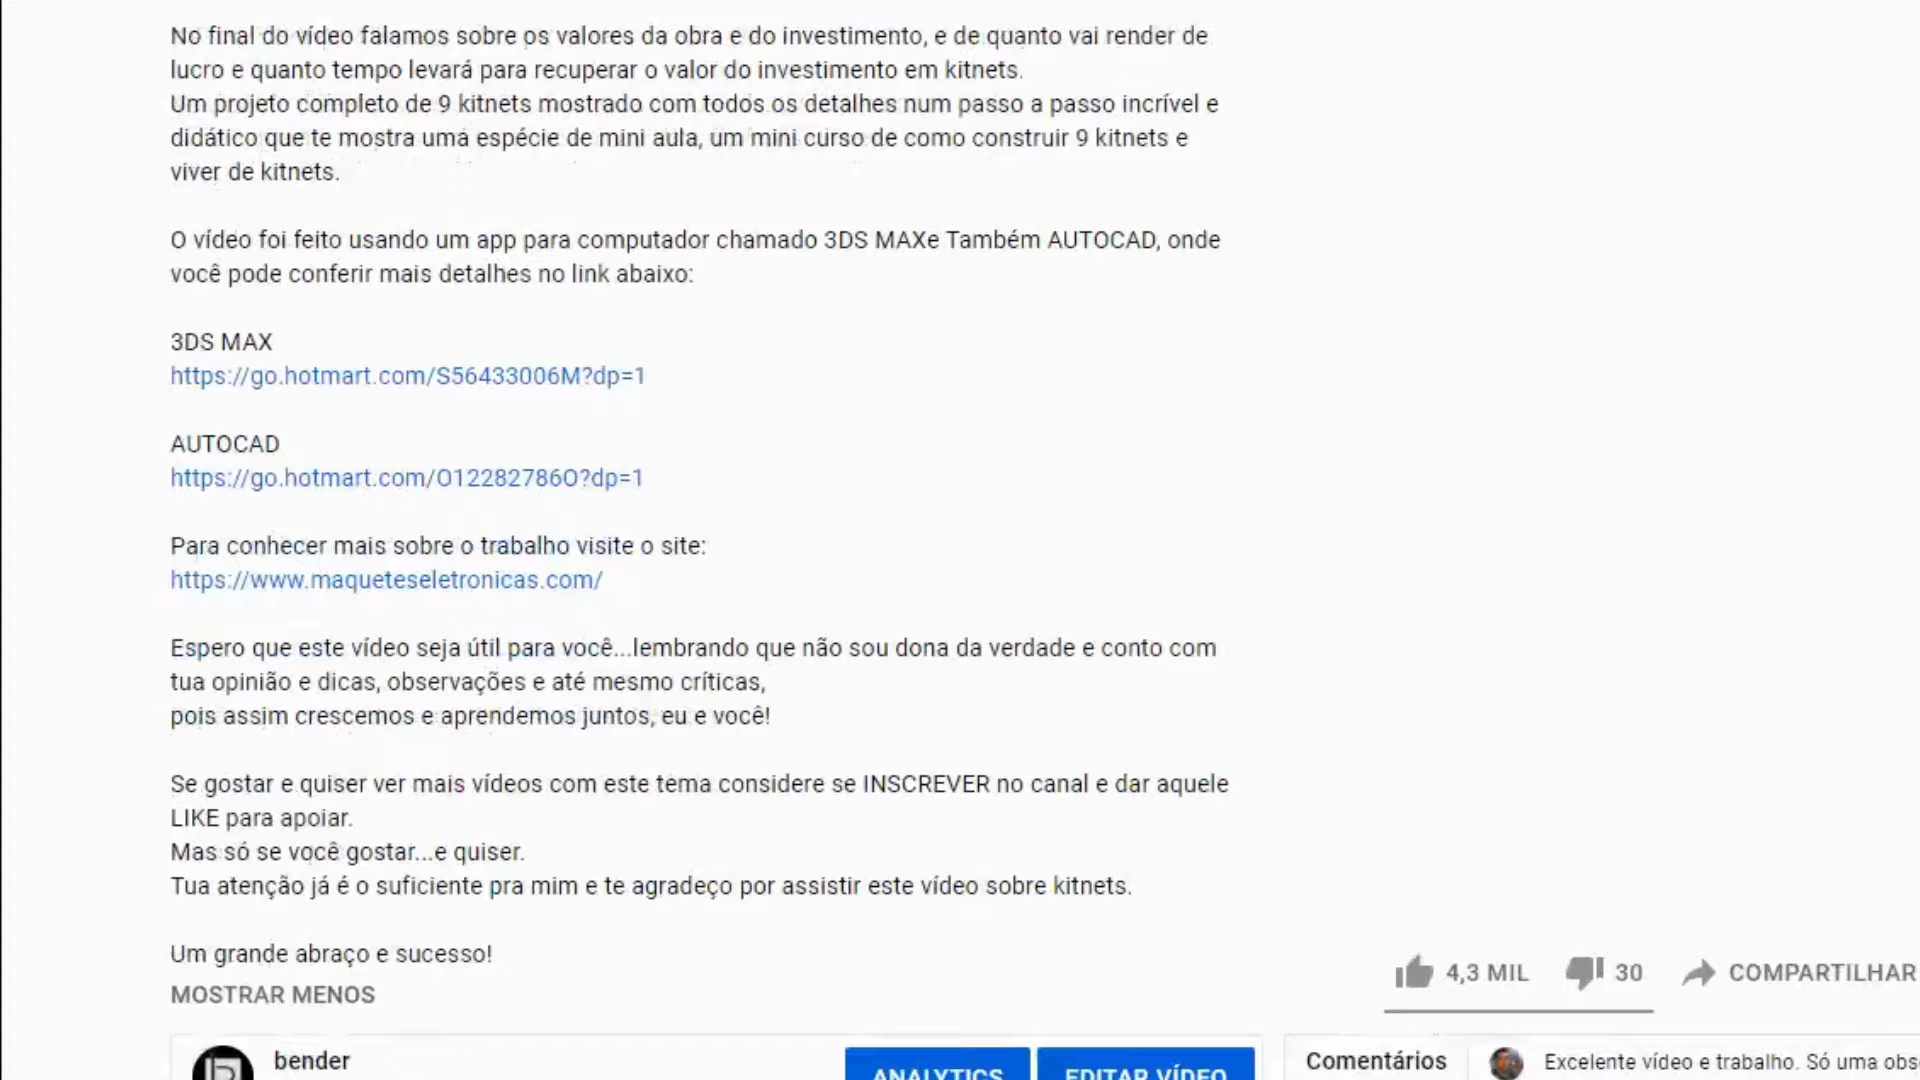 No final do vídeo falamos sobre os valores da obra e do investimento, e de quanto vai render de
lucro e quanto tempo levará para recuperar o valor do investimento em kitnets.
Um projeto completo de 9 kitnets mostrado com todos os detalhes num passo a passo incrível e
didático que te mostra uma espécie de mini aula, um mini curso de como construir 9 kitnets e
viver de kitnets.
O vídeo foi feito usando um app para computador chamado 3DS MAXe Também AUTOCAD, onde
você pode conferir mais detalhes no link abaixo:
3DS MAX
https://go.hotmart.com/S56433006M?dp=1
AUTOCAD
https://go.hotmart.com/O12282786O?dp=1
Para conhecer mais sobre o trabalho visite o site:
https://www.maqueteseletronicas.com/
Espero que este vídeo seja útil para você...lembrando que não sou dona da verdade e conto com
tua opinião e dicas, observações e até mesmo críticas,
pois assim crescemos e aprendemos juntos, eu e você!
Se gostar e quiser ver mais vídeos com este tema considere se INSCREVER no canal e dar aquele
LIKE para apoiar.
Mas só se você gostar...e quiser.
Tua atenção já é o suficiente pra mim e te agradeço por assistir este vídeo sobre kitnets.
Um grande abraço e sucesso!
MOSTRAR MENOS
4,3 MIL 30 COMPARTILHAR
bender
ANALYTICS EDITAR VÍDEO
Comentários Excelente vídeo e trabalho. Só uma obs